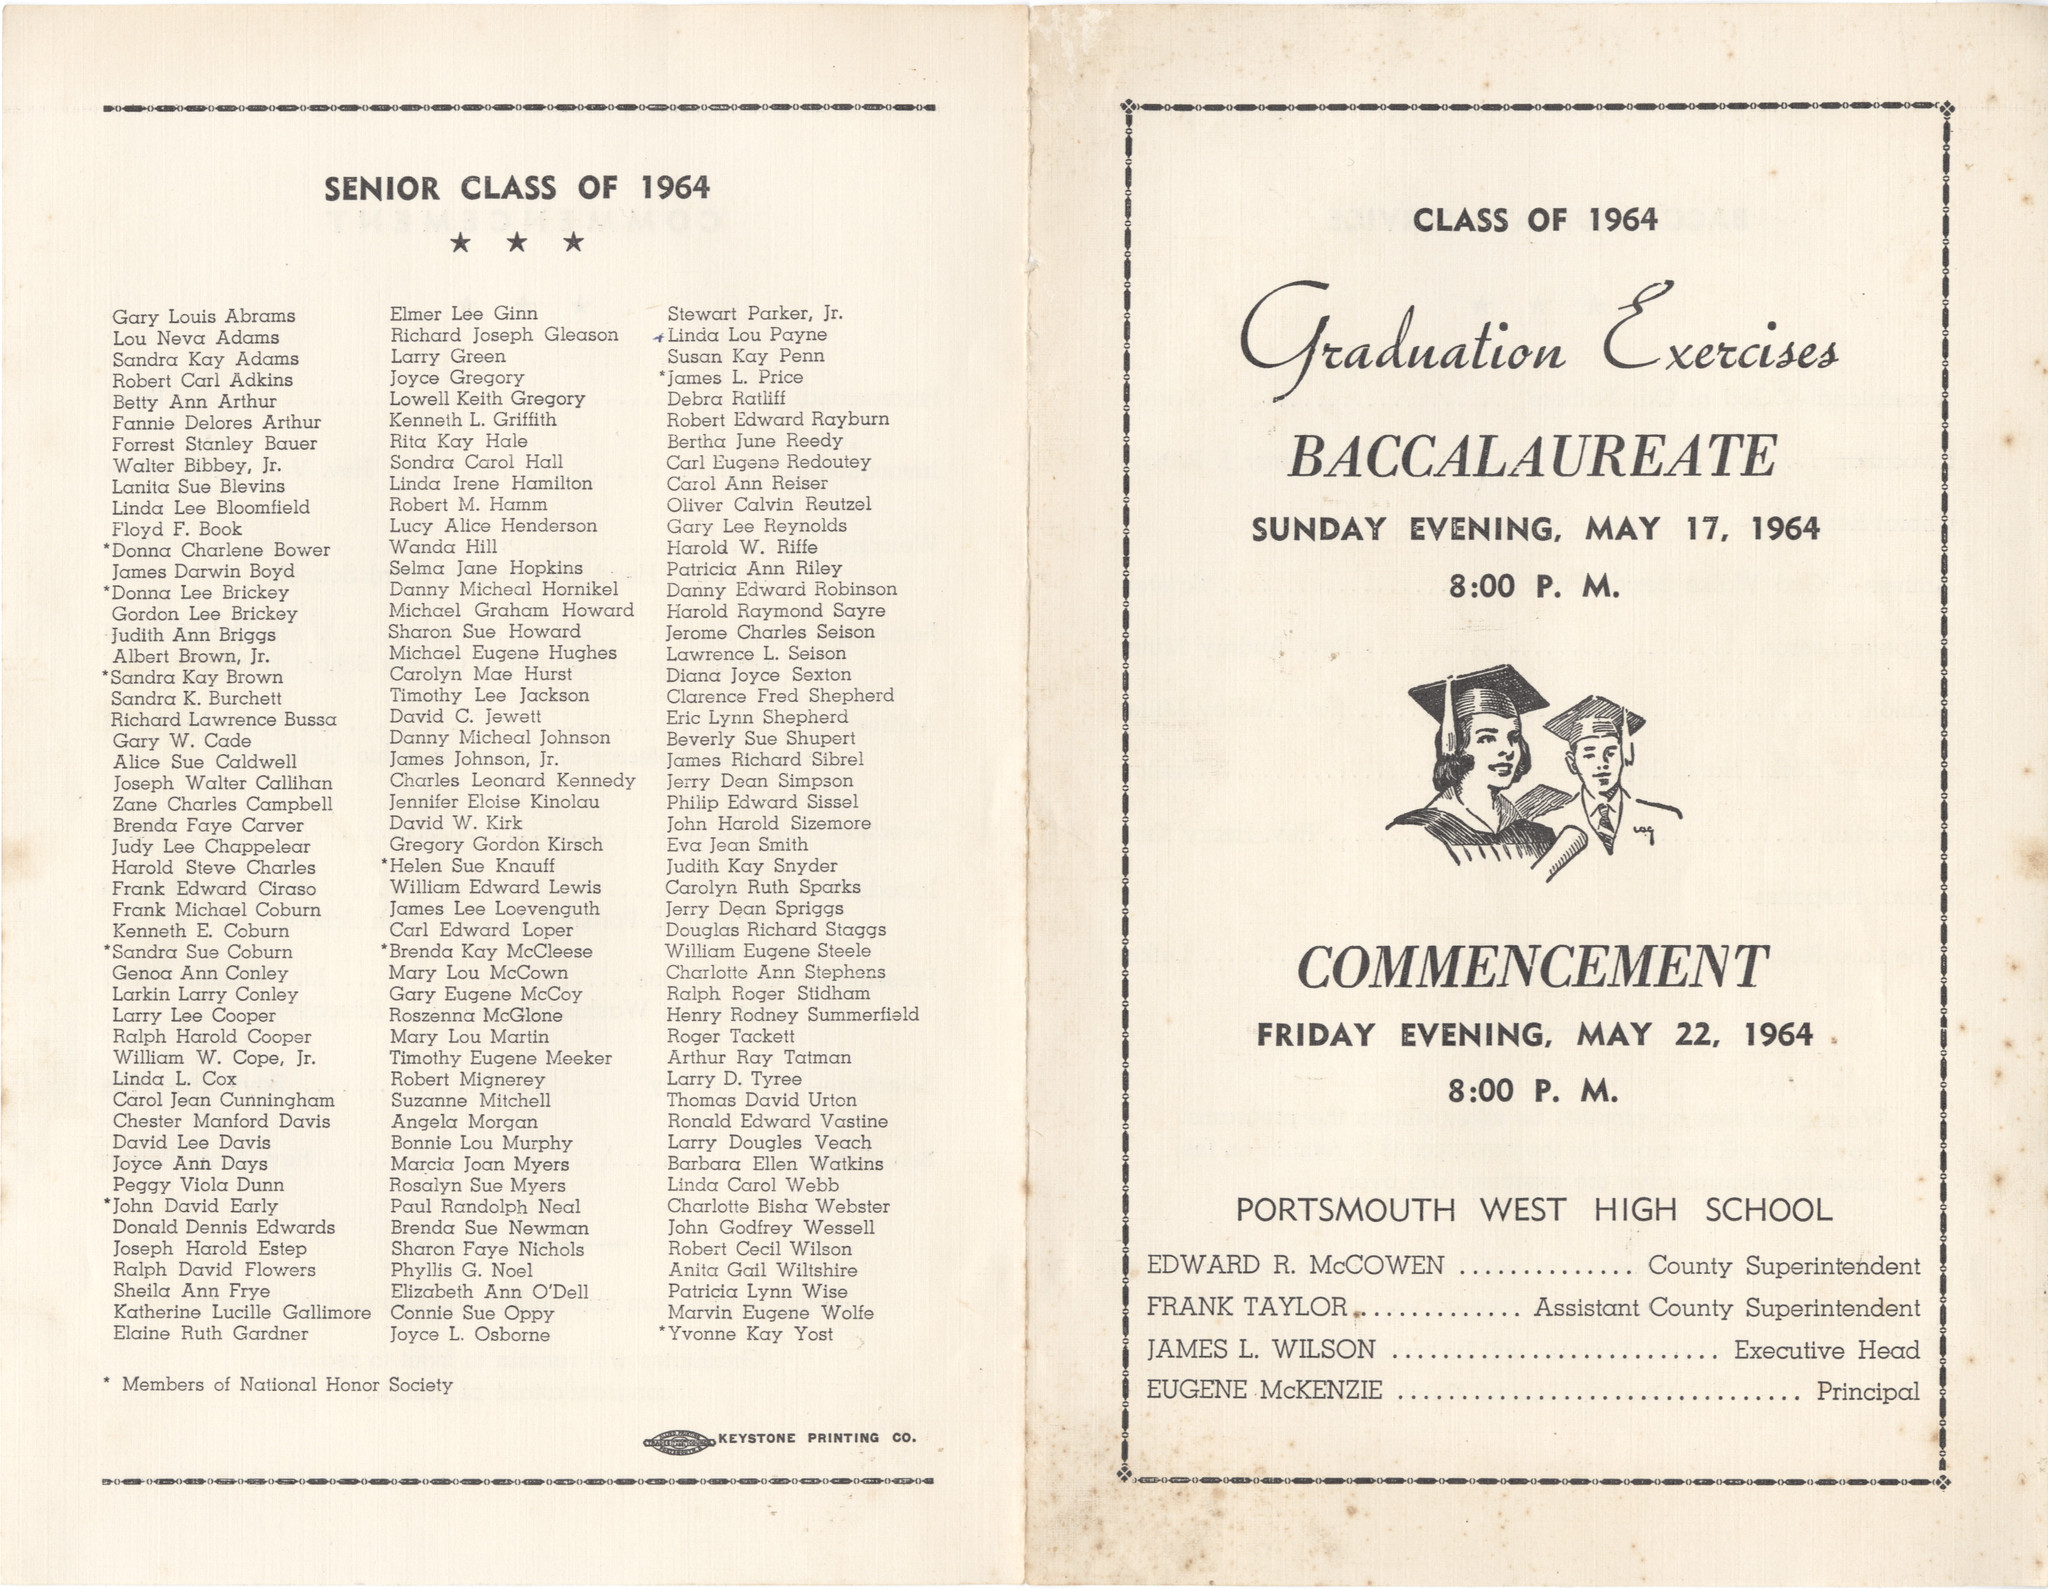 SENIOR CLASS OF 1964
★ ★ ★
Gary Louis Abrams
Lou Neva Adams
Sandra Kay Adams
Robert Carl Adkins
Betty Ann Arthur
Fannie Delores Arthur
Forrest Stanley Bauer
Walter Bibbey, Jr.
Lanita Sue Blevins
Linda Lee Bloomfield
Floyd F. Book
*Donna Charlene Bower
James Darwin Boyd
*Donna Lee Brickey
Gordon Lee Brickey
Judith Ann Briggs
Albert Brown, Jr.
*Sandra Kay Brown
Sandra K. Burchett
Richard Lawrence Bussa
Gary W. Cade
Alice Sue Caldwell
Joseph Walter Callihan
Zane Charles Campbell
Brenda Faye Carver
Judy Lee Chappelear
Harold Steve Charles
Frank Edward Ciraso
Frank Michael Coburn
Kenneth E. Coburn
*Sandra Sue Coburn
Genoa Ann Conley
Larkin Larry Conley
Larry Lee Cooper
Ralph Harold Cooper
William W. Cope, Jr.
Linda L. Cox
Carol Jean Cunningham
Chester Manford Davis
David Lee Davis
Joyce Ann Days
Peggy Viola Dunn
*John David Early
Donald Dennis Edwards
Joseph Harold Estep
Ralph David Flowers
Sheila Ann Frye
Katherine Lucille Gallimore
Elaine Ruth Gardner
Elmer Lee Ginn
Richard Joseph Gleason
Larry Green
Joyce Gregory
Lowell Keith Gregory
Kenneth L. Griffith
Rita Kay Hale
Sondra Carol Hall
Linda Irene Hamilton
Robert M. Hamm
Lucy Alice Henderson
Wanda Hill
Selma Jane Hopkins
Danny Micheal Hornikel
Michael Graham Howard
Sharon Sue Howard
Michael Eugene Hughes
Carolyn Mae Hurst
Timothy Lee Jackson
David C. Jewett
Danny Micheal Johnson
James Johnson, Jr.
Charles Leonard Kennedy
Jennifer Eloise Kinolau
David W. Kirk
Gregory Gordon Kirsch
*Helen Sue Knauff
William Edward Lewis
James Lee Loevenguth
Carl Edward Loper
*Brenda Kay McCleese
Mary Lou McCown
Gary Eugene McCoy
Roszenna McGlone
Mary Lou Martin
Timothy Eugene Meeker
Robert Mignerey
Suzanne Mitchell
Angela Morgan
Bonnie Lou Murphy
Marcia Joan Myers
Rosalyn Sue Myers
Paul Randolph Neal
Brenda Sue Newman
Sharon Faye Nichols
Phyllis G. Noel
Elizabeth Ann O'Dell
Connie Sue Oppy
Joyce L. Osborne
Stewart Parker, Jr.
Linda Lou Payne
Susan Kay Penn
*James L. Price
Debra Ratliff
Robert Edward Rayburn
Bertha June Reedy
Carl Eugene Redoutey
Carol Ann Reiser
Oliver Calvin Reutzel
Gary Lee Reynolds
Harold W. Riffe
Patricia Ann Riley
Danny Edward Robinson
Harold Raymond Sayre
Jerome Charles Seison
Lawrence L. Seison
Diana Joyce Sexton
Clarence Fred Shepherd
Eric Lynn Shepherd
Beverly Sue Shupert
James Richard Sibrel
Jerry Dean Simpson
Philip Edward Sissel
John Harold Sizemore
Eva Jean Smith
Judith Kay Snyder
Carolyn Ruth Sparks
Jerry Dean Spriggs
Douglas Richard Staggs
William Eugene Steele
Charlotte Ann Stephens
Ralph Roger Stidham
Henry Rodney Summerfield
Roger Tackett
Arthur Ray Tatman
Larry D. Tyree
Thomas David Urton
Ronald Edward Vastine
Larry Dougles Veach
Barbara Ellen Watkins
Linda Carol Webb
Charlotte Bisha Webster
John Godfrey Wessell
Robert Cecil Wilson
Anita Gail Wiltshire
Patricia Lynn Wise
Marvin Eugene Wolfe
*Yvonne Kay Yost
* Members of National Honor Society
KEYSTONE PRINTING CO.
CLASS OF 1964
Graduation Exercises
BACCALAUREATE
SUNDAY EVENING, MAY 17, 1964
8:00 P. M.
COMMENCEMENT
FRIDAY EVENING, MAY 22, 1964
8:00 P. M.
PORTSMOUTH WEST HIGH SCHOOL
EDWARD R. McCOWEN .............. County Superintendent
FRANK TAYLOR ............. Assistant County Superintendent
JAMES L. WILSON ......................... Executive Head
EUGENE McKENZIE ............................... Principal